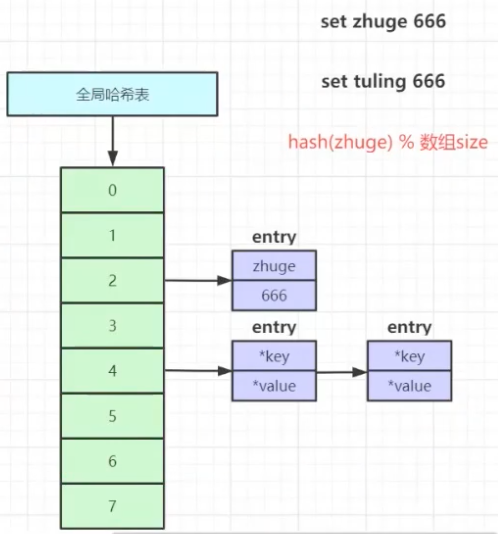 set zhuge 666
set tuling 666
全局哈希表
hash(zhuge) % 数组size
0
1
entry
zhuge
2
666
3
entry
entry
*key
*key
4
*value
*value
5
6
7